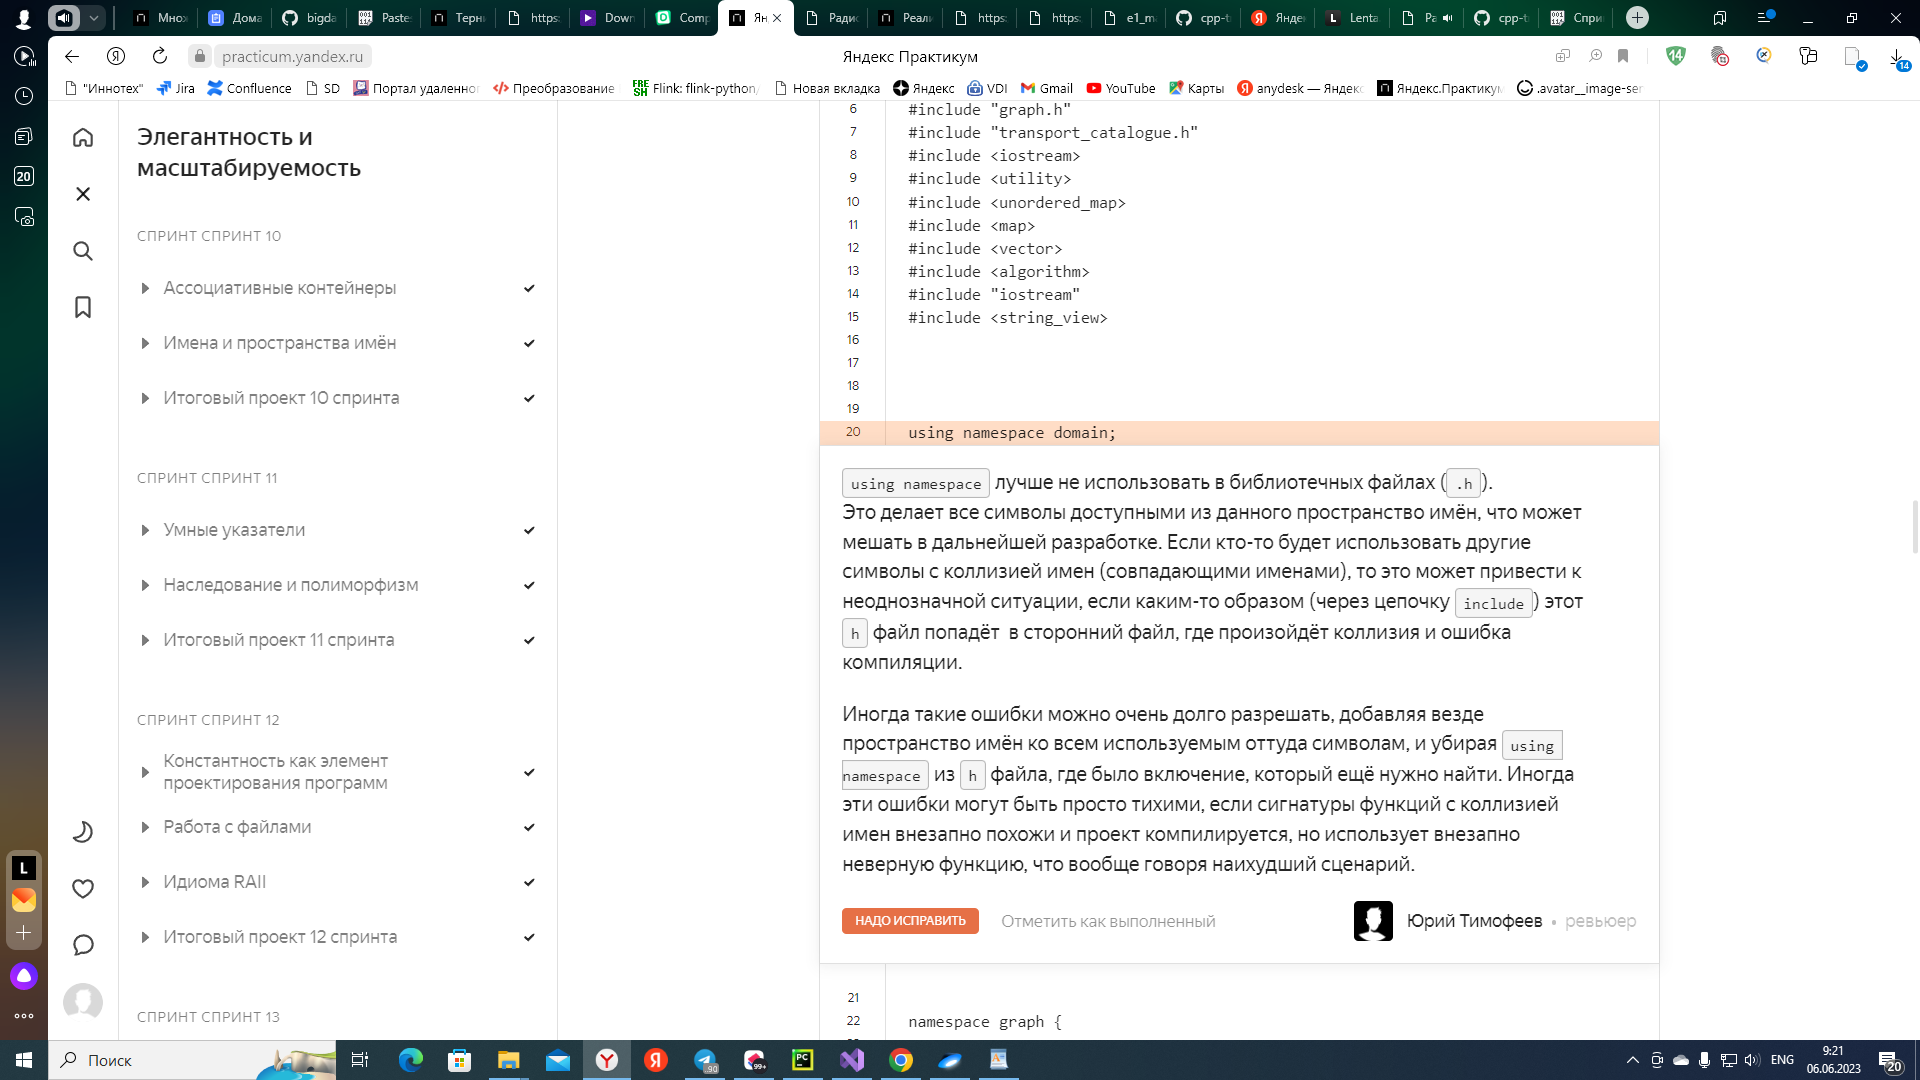 Множ
Дома
bigda
Paste
Терм
https:
Down
Comp
Ян
Ради
Реали
https:
https:
e1_m
cpp-t
Яндек
Lenta
Ра
cpp-t
Спри
practicum.yandex.ru
Яндекс Практикум
14
14
"Иннотех"
Jira
Confluence
SD
Портал удаленног
Преобразование
Flink: flink-python/
Новая вкладка
Яндекс
VDI
Gmail
YouTube
Карты
anydesk — Яндекс
Яндекс.Практикум
.avatar__image-ser
20
Элегантность и
масштабируемость
СПРИНТ СПРИНТ 10
Ассоциативные контейнеры
Имена и пространства имён
Итоговый проект 10 спринта
СПРИНТ СПРИНТ 11
Умные указатели
Наследование и полиморфизм
Итоговый проект 11 спринта
СПРИНТ СПРИНТ 12
Константность как элемент
проектирования программ
Работа с файлами
Идиома RAII
Итоговый проект 12 спринта
СПРИНТ СПРИНТ 13
6 #include "graph.h"
7 #include "transport_catalogue.h"
8 #include <iostream>
9 #include <utility>
10 #include <unordered_map>
11 #include <map>
12 #include <vector>
13 #include <algorithm>
14 #include "iostream"
15 #include <string_view>
16
17
18
19
20 using namespace domain;
using namespace лучше не использовать в библиотечных файлах ( .h ).
Это делает все символы доступными из данного пространство имён, что может
мешать в дальнейшей разработке. Если кто-то будет использовать другие
символы с коллизией имен (совпадающими именами), то это может привести к
неоднозначной ситуации, если каким-то образом (через цепочку include ) этот
h файл попадёт в сторонний файл, где произойдёт коллизия и ошибка
компиляции.
Иногда такие ошибки можно очень долго разрешать, добавляя везде
пространство имён ко всем используемым оттуда символам, и убирая using
namespace из h файла, где было включение, который ещё нужно найти. Иногда
эти ошибки могут быть просто тихими, если сигнатуры функций с коллизией
имен внезапно похожи и проект компилируется, но использует внезапно
неверную функцию, что вообще говоря наихудший сценарий.
НАДО ИСПРАВИТЬ Отметить как выполненный Юрий Тимофеев • ревьюер
21
22 namespace graph {
L
Поиск
.90
99+
PC
ENG
9:21
06.06.2023
20